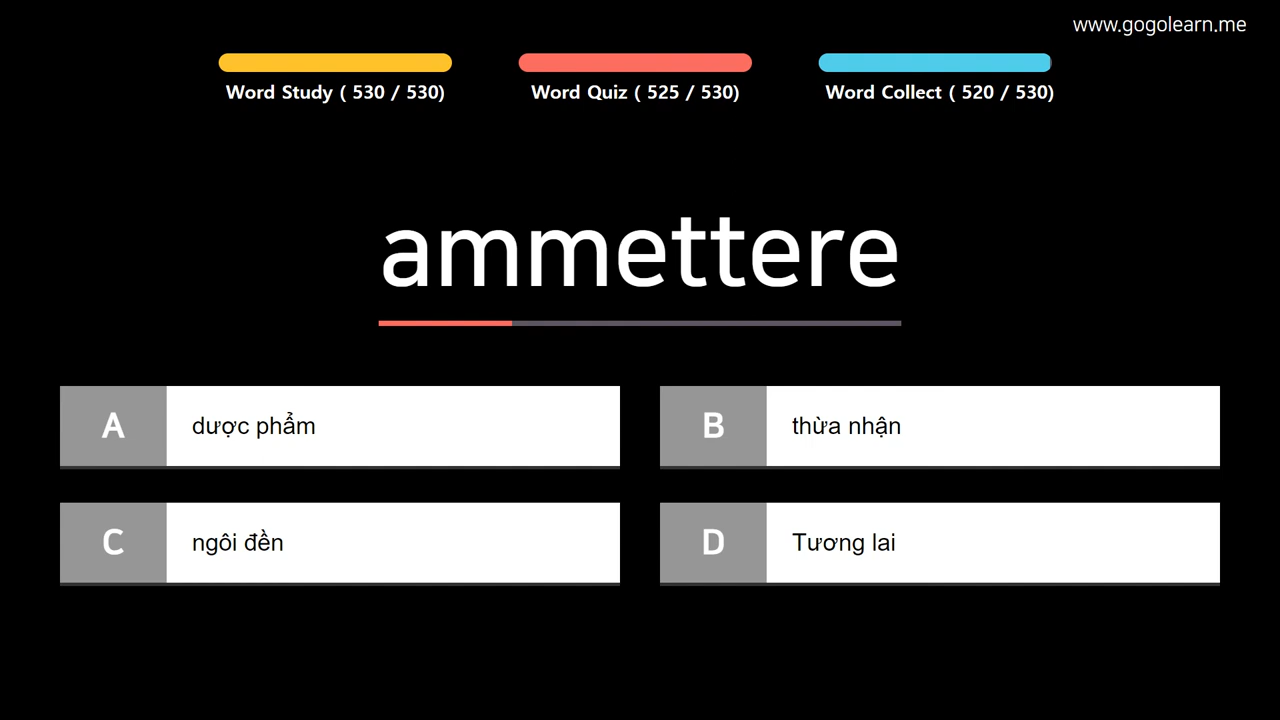 www.gogolearn.me
Word Study ( 530 / 530)
Word Quiz ( 525 / 530)
Word Collect ( 520 / 530)
ammettere
A
dược phẩm
B
thừa nhận
C
ngôi đền
D
Tương lai